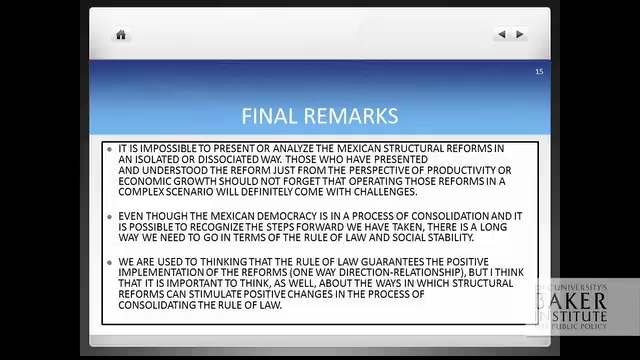 15
FINAL REMARKS
IT IS IMPOSSIBLE TO PRESENT OR ANALYZE THE MEXICAN STRUCTURAL REFORMS IN
AN ISOLATED OR DISSOCIATED WAY. THOSE WHO HAVE PRESENTED
AND UNDERSTOOD THE REFORM JUST FROM THE PERSPECTIVE OF PRODUCTIVITY OR
ECONOMIC GROWTH SHOULD NOT FORGET THAT OPERATING THOSE REFORMS IN A
COMPLEX SCENARIO WILL DEFINITELY COME WITH CHALLENGES.
EVEN THOUGH THE MEXICAN DEMOCRACY IS IN A PROCESS OF CONSOLIDATION AND IT
IS POSSIBLE TO RECOGNIZE THE STEPS FORWARD WE HAVE TAKEN, THERE IS A LONG
WAY WE NEED TO GO IN TERMS OF THE RULE OF LAW AND SOCIAL STABILITY.
WE ARE USED TO THINKING THAT THE RULE OF LAW GUARANTEES THE POSITIVE
IMPLEMENTATION OF THE REFORMS (ONE WAY DIRECTION-RELATIONSHIP), BUT I THINK
THAT IT IS IMPORTANT TO THINK, AS WELL, ABOUT THE WAYS IN WHICH STRUCTURAL
REFORMS CAN STIMULATE POSITIVE CHANGES IN THE PROCESS OF
CONSOLIDATING THE RULE OF LAW.
UNIVERSITY'S
BAKER
INSTITUTE
PUBLIC POLICY